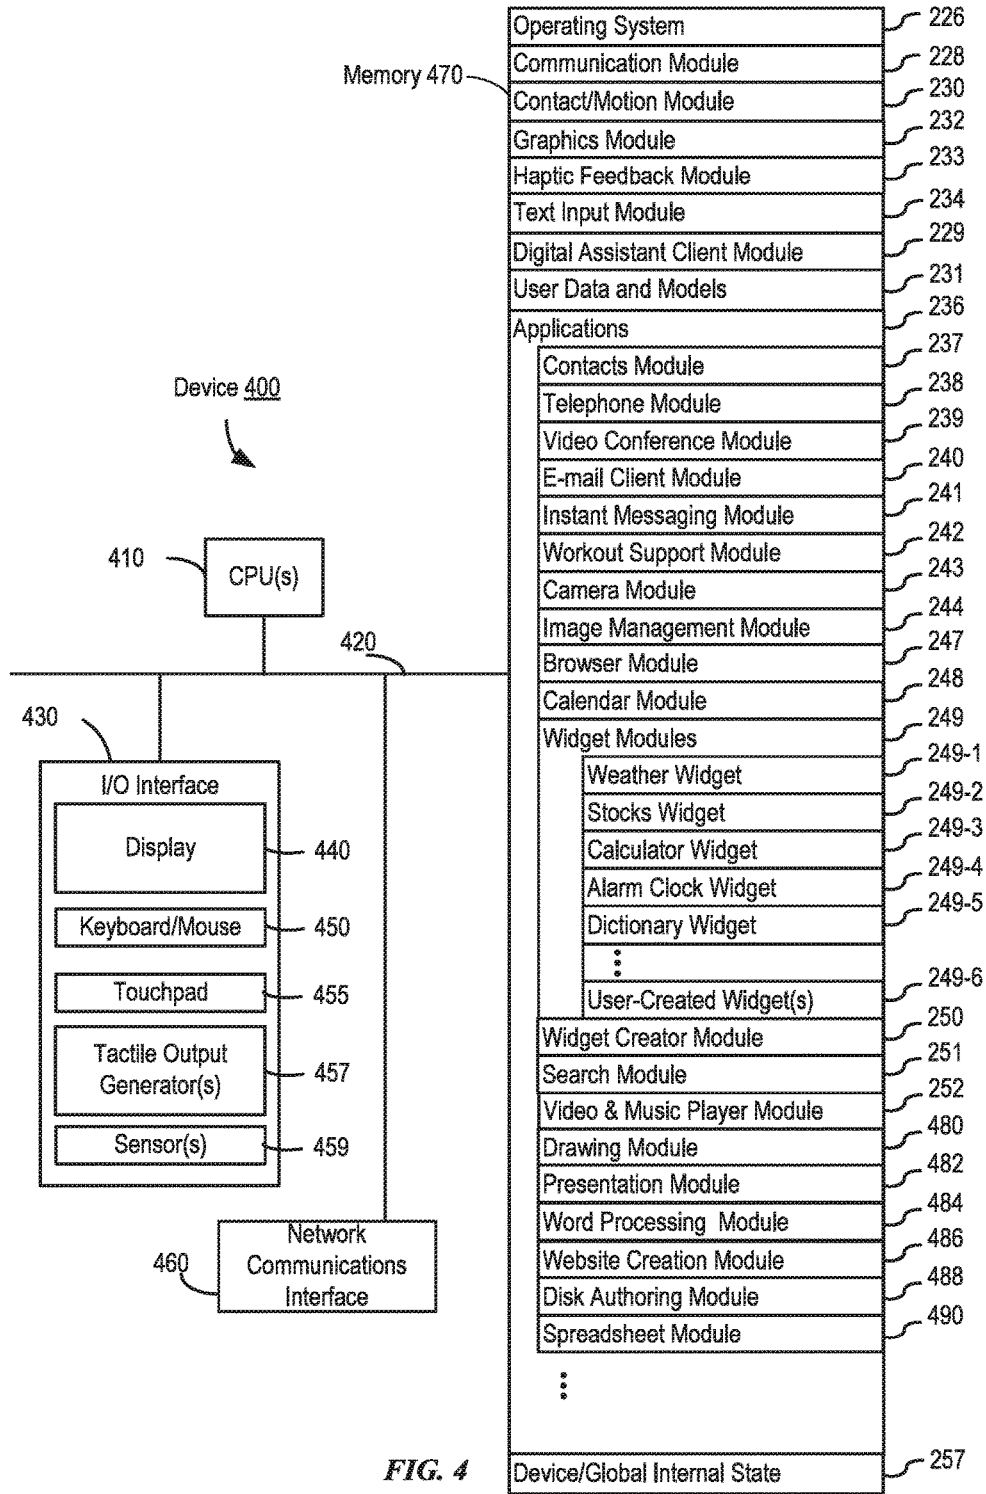 Operating System 226
Communication Module 228
Memory 470
Contact/Motion Module 230
Graphics Module 232
Haptic Feedback Module 233
Text Input Module 234
Digital Assistant Client Module 229
User Data and Models 231
Applications 236
Contacts Module 237
Telephone Module 238
Video Conference Module 239
E-mail Client Module 240
Instant Messaging Module 241
Workout Support Module 242
Camera Module 243
Image Management Module 244
Browser Module 247
Calendar Module 248
Widget Modules 249
Weather Widget 249-1
Stocks Widget 249-2
Calculator Widget 249-3
Alarm Clock Widget 249-4
Dictionary Widget 249-5
User-Created Widget(s) 249-6
Widget Creator Module 250
Search Module 251
Video & Music Player Module 252
Drawing Module 480
Presentation Module 482
Word Processing Module 484
Website Creation Module 486
Disk Authoring Module 488
Spreadsheet Module 490
Device/Global Internal State 257
Device 400
410
CPU(s)
420
430
I/O Interface
Display 440
Keyboard/Mouse 450
Touchpad 455
Tactile Output
Generator(s)
457
Sensor(s) 459
460
Network
Communications
Interface
FIG. 4